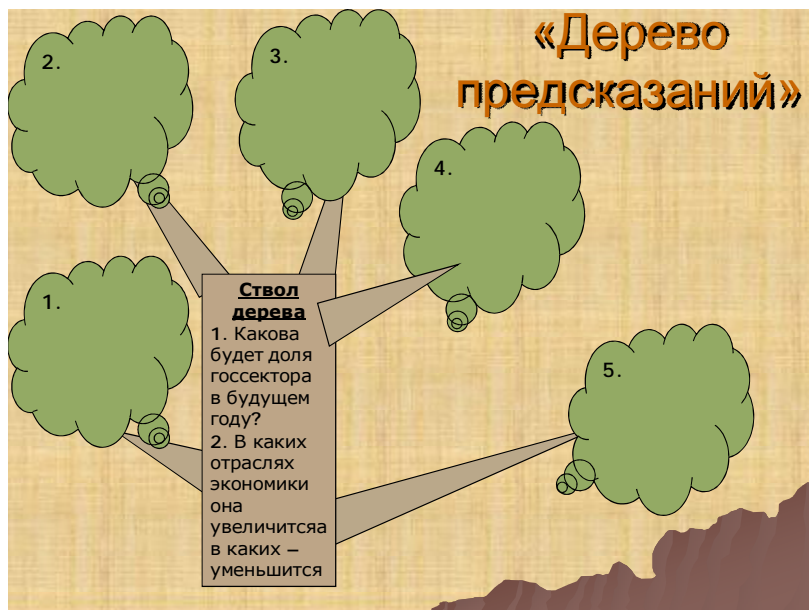 «Дерево
предсказаний»
2.
3.
4.
1.
5.
Ствол
дерева
1. Какова
будет доля
госсектора
в будущем
году?
2. В каких
отраслях
экономики
она
увеличитсяа
в каких –
уменьшится